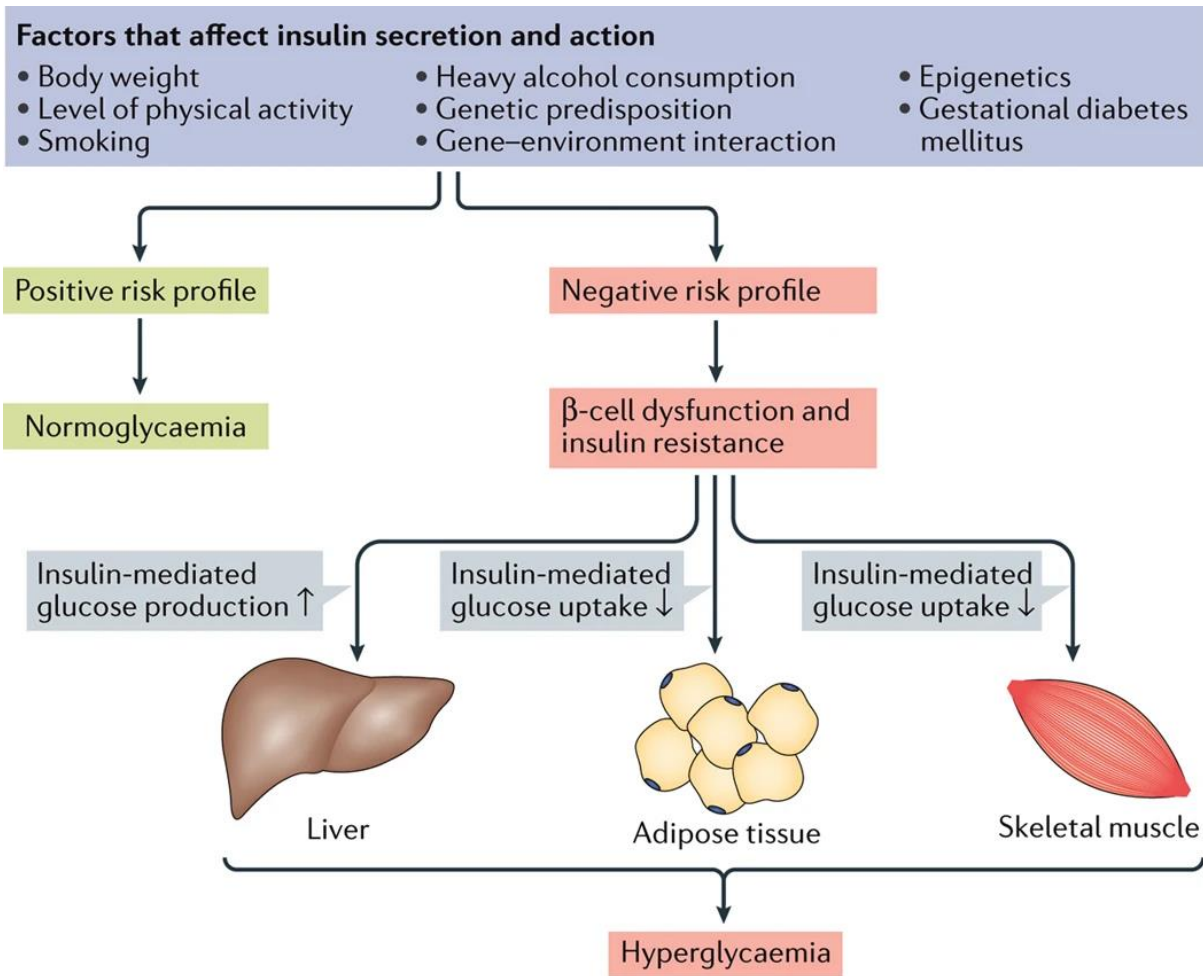 Factors that affect insulin secretion and action
• Body weight
• Level of physical activity
• Smoking
• Heavy alcohol consumption
• Genetic predisposition
• Gene–environment interaction
• Epigenetics
• Gestational diabetes
mellitus
Positive risk profile
Negative risk profile
Normoglycaemia
β-cell dysfunction and
insulin resistance
Insulin-mediated
glucose production ↑
Insulin-mediated
glucose uptake ↓
Insulin-mediated
glucose uptake ↓
Liver
Adipose tissue
Skeletal muscle
Hyperglycaemia